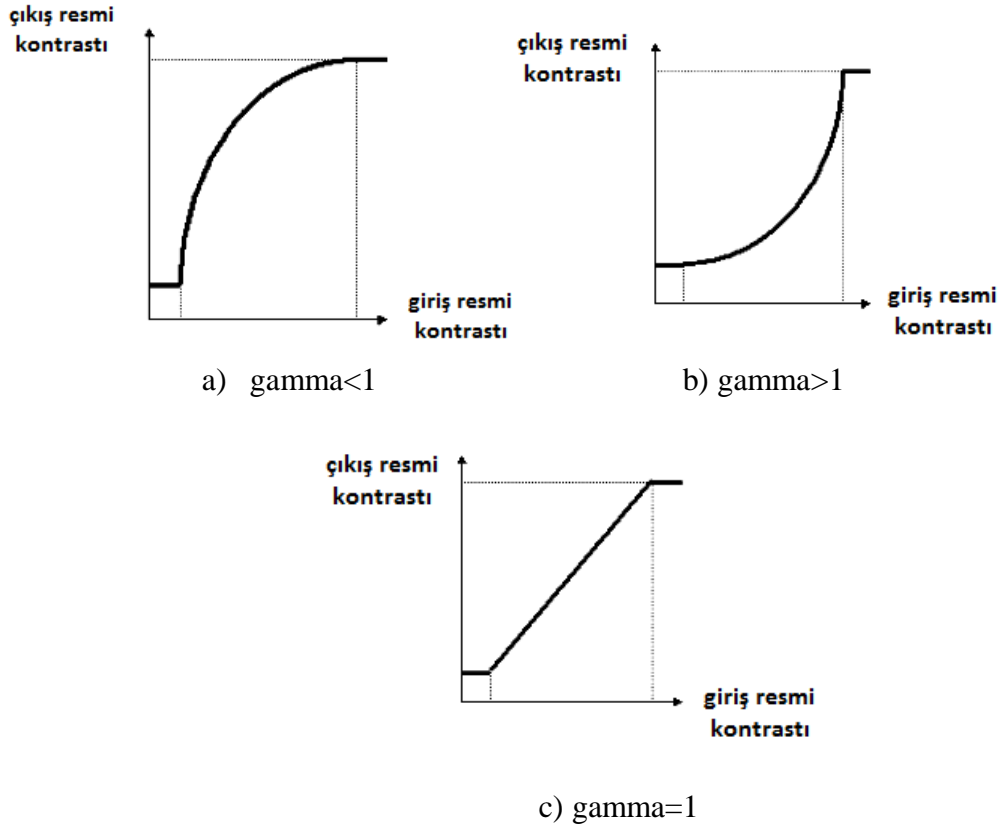 çıkış resmi
kontrastı
giriş resmi
kontrastı
a) gamma<1
çıkış resmi
kontrastı
giriş resmi
kontrastı
b) gamma>1
çıkış resmi
kontrastı
giriş resmi
kontrastı
c) gamma=1